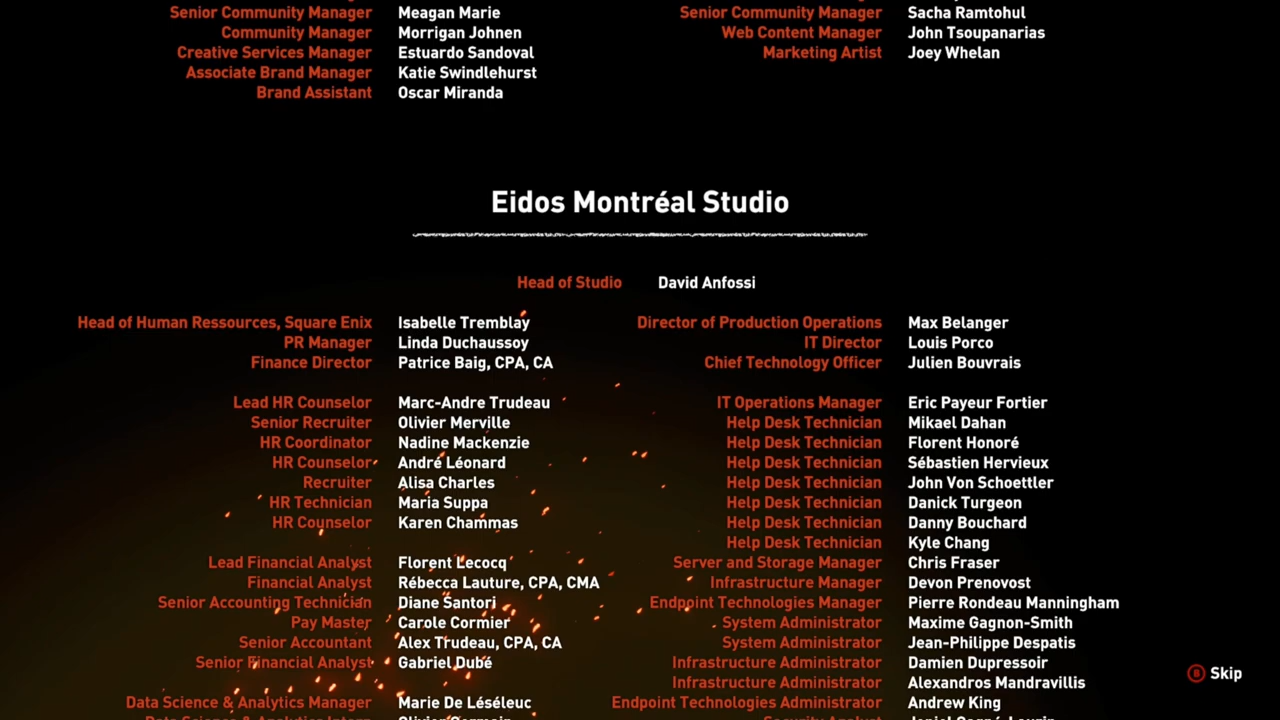 Senior Community Manager Meagan Marie
Community Manager Morrigan Johnen
Creative Services Manager Estuardo Sandoval
Associate Brand Manager Katie Swindlehurst
Brand Assistant Oscar Miranda
Senior Community Manager Sacha Ramtohul
Web Content Manager John Tsoupanarias
Marketing Artist Joey Whelan
Eidos Montréal Studio
Head of Studio David Anfossi
Head of Human Ressources, Square Enix Isabelle Tremblay
PR Manager Linda Duchaussoy
Finance Director Patrice Baig, CPA, CA
Lead HR Counselor Marc-Andre Trudeau
Senior Recruiter Olivier Merville
HR Coordinator Nadine Mackenzie
HR Counselor André Léonard
Recruiter Alisa Charles
HR Technician Maria Suppa
HR Counselor Karen Chammas
Lead Financial Analyst Florent Lecocq
Financial Analyst Rébecca Lauture, CPA, CMA
Senior Accounting Technician Diane Santori
Pay Master Carole Cormier
Senior Accountant Alex Trudeau, CPA, CA
Senior Financial Analyst Gabriel Dubé
Data Science & Analytics Manager Marie De Léséleuc
Data Science & Analytics Intern Olivier Germain
Director of Production Operations Max Belanger
IT Director Louis Porco
Chief Technology Officer Julien Bouvrais
IT Operations Manager Eric Payeur Fortier
Help Desk Technician Mikael Dahan
Help Desk Technician Florent Honoré
Help Desk Technician Sébastien Hervieux
Help Desk Technician John Von Schoettler
Help Desk Technician Danick Turgeon
Help Desk Technician Danny Bouchard
Help Desk Technician Kyle Chang
Server and Storage Manager Chris Fraser
Infrastructure Manager Devon Prenovost
Endpoint Technologies Manager Pierre Rondeau Manningham
System Administrator Maxime Gagnon-Smith
System Administrator Jean-Philippe Despatis
Infrastructure Administrator Damien Dupressoir
Infrastructure Administrator Alexandros Mandravillis
Endpoint Technologies Administrator Andrew King
Security Analyst
B Skip